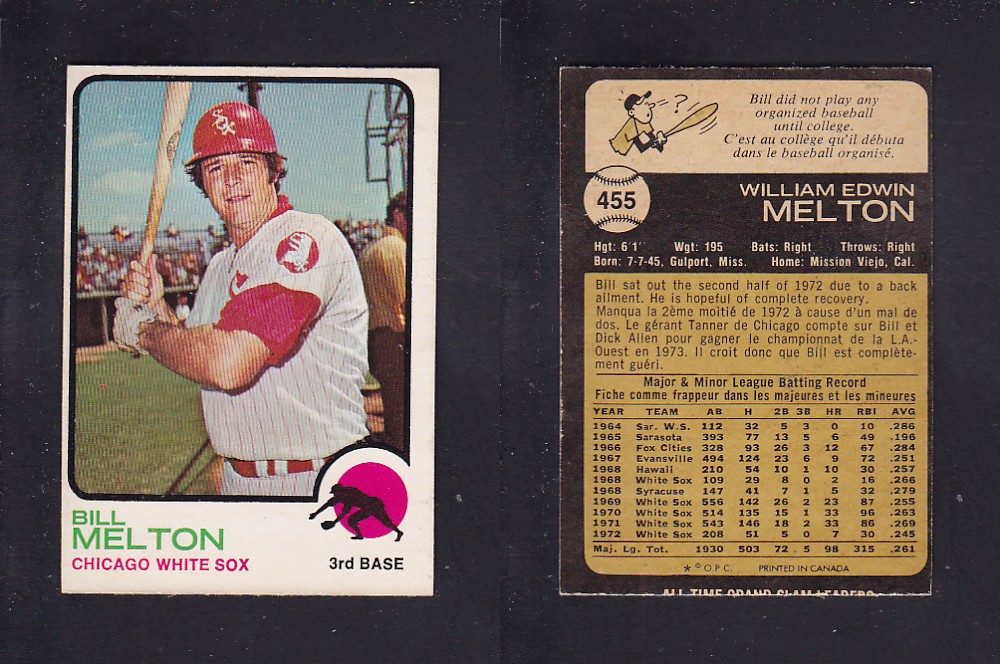 Sox
BILL
MELTON
CHICAGO WHITE SOX
3rd BASE
?
Bill did not play any
organized baseball
until college.
C'est au collège qu'il débuta
dans le baseball organisé.
455
WILLIAM EDWIN
MELTON
Hgt: 6'1" Wgt: 195 Bats: Right Throws: Right
Born: 7-7-45, Gulport, Miss. Home: Mission Viejo, Cal.
Bill sat out the second half of 1972 due to a back
ailment. He is hopeful of complete recovery.
Manqua la 2ème moitié de 1972 à cause d'un mal de
dos. Le gérant Tanner de Chicago compte sur Bill et
Dick Allen pour gagner le championnat de la L.A.-
Ouest en 1973. Il croit donc que Bill est complète-
ment guéri.
Major & Minor League Batting Record
Fiche comme frappeur dans les majeures et les mineures
YEAR TEAM AB H 2B 3B HR RBI AVG
1964 Sar. W.S. 112 32 5 3 0 10 .286
1965 Sarasota 393 77 13 5 6 49 .196
1966 Fox Cities 328 93 26 3 12 67 .284
1967 Evansville 494 124 23 6 9 72 .251
1968 Hawaii 210 54 10 1 10 30 .257
1968 White Sox 109 29 8 0 2 16 .266
1968 Syracuse 147 41 7 1 5 32 .279
1969 White Sox 556 142 26 2 23 87 .255
1970 White Sox 514 135 15 1 33 96 .263
1971 White Sox 543 146 18 2 33 86 .269
1972 White Sox 208 51 5 0 7 30 .245
Maj. Lg. Tot. 1930 503 72 5 98 315 .261
* © O.P.C. PRINTED IN CANADA
ALL TIME GRAND SLAM LEADERS